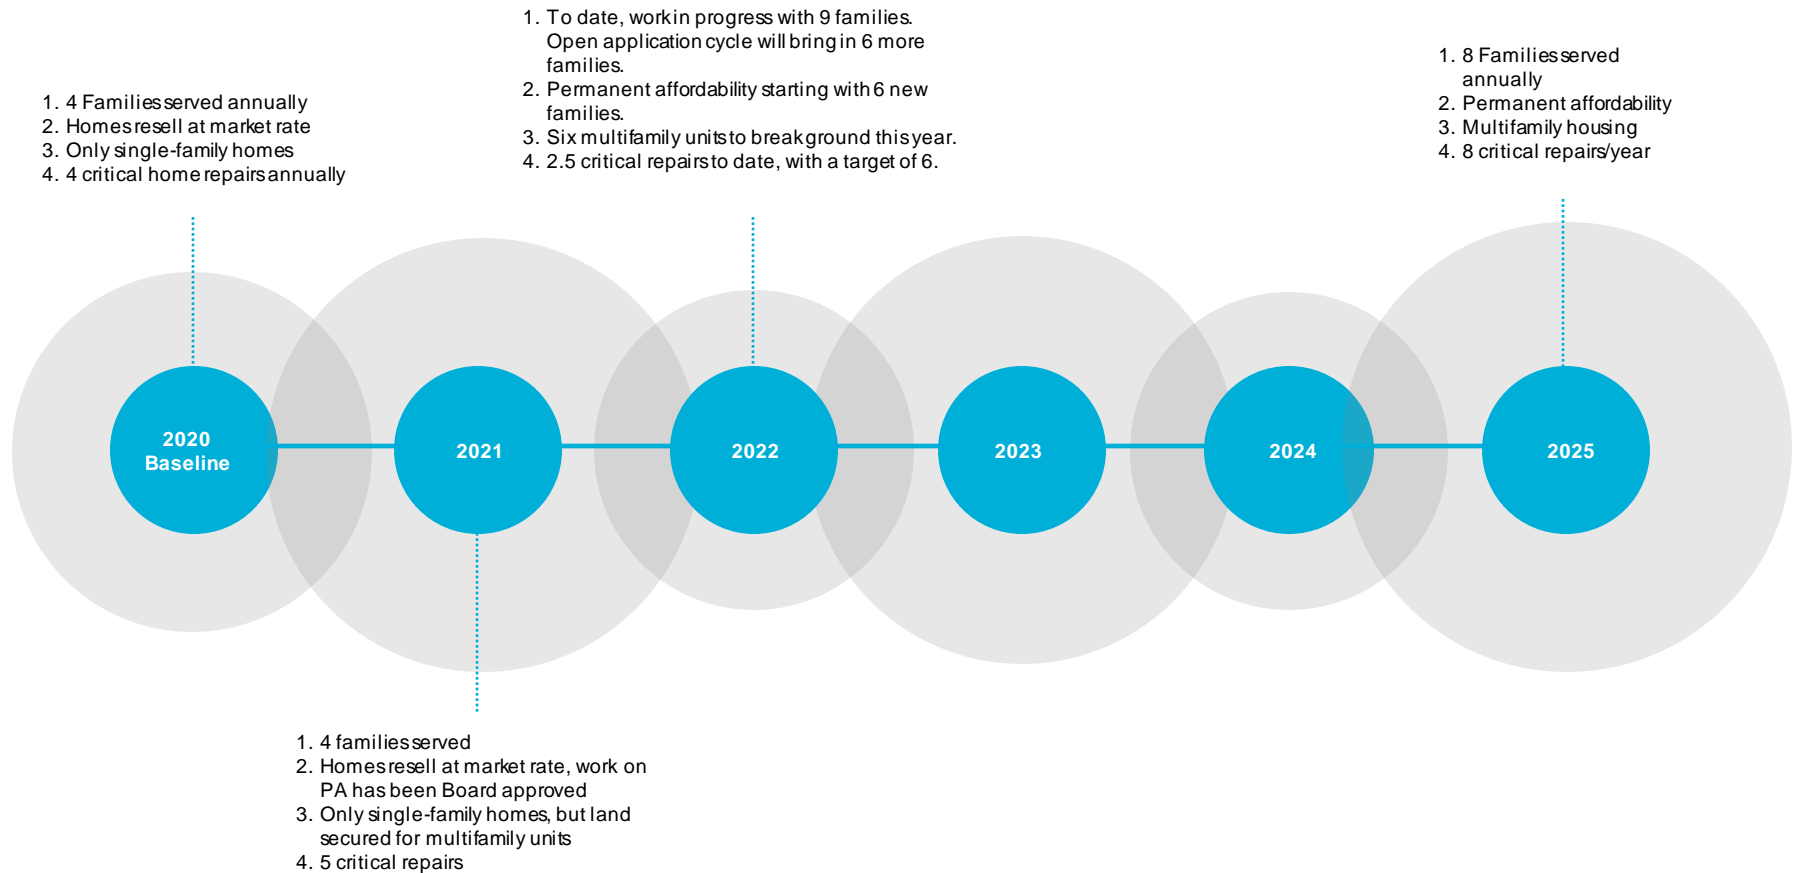 1. 4 Families served annually
2. Homes resell at market rate
3. Only single-family homes
4. 4 critical home repairs annually
1. To date, work in progress with 9 families.
Open application cycle will bring in 6 more
families.
2. Permanent affordability starting with 6 new
families.
3. Six multifamily units to break ground this year.
4. 2.5 critical repairs to date, with a target of 6.
1. 8 Families served
annually
2. Permanent affordability
3. Multifamily housing
4. 8 critical repairs/year
2020
Baseline
2021
2022
2023
2024
2025
1. 4 families served
2. Homes resell at market rate, work on
PA has been Board approved
3. Only single-family homes, but land
secured for multifamily units
4. 5 critical repairs